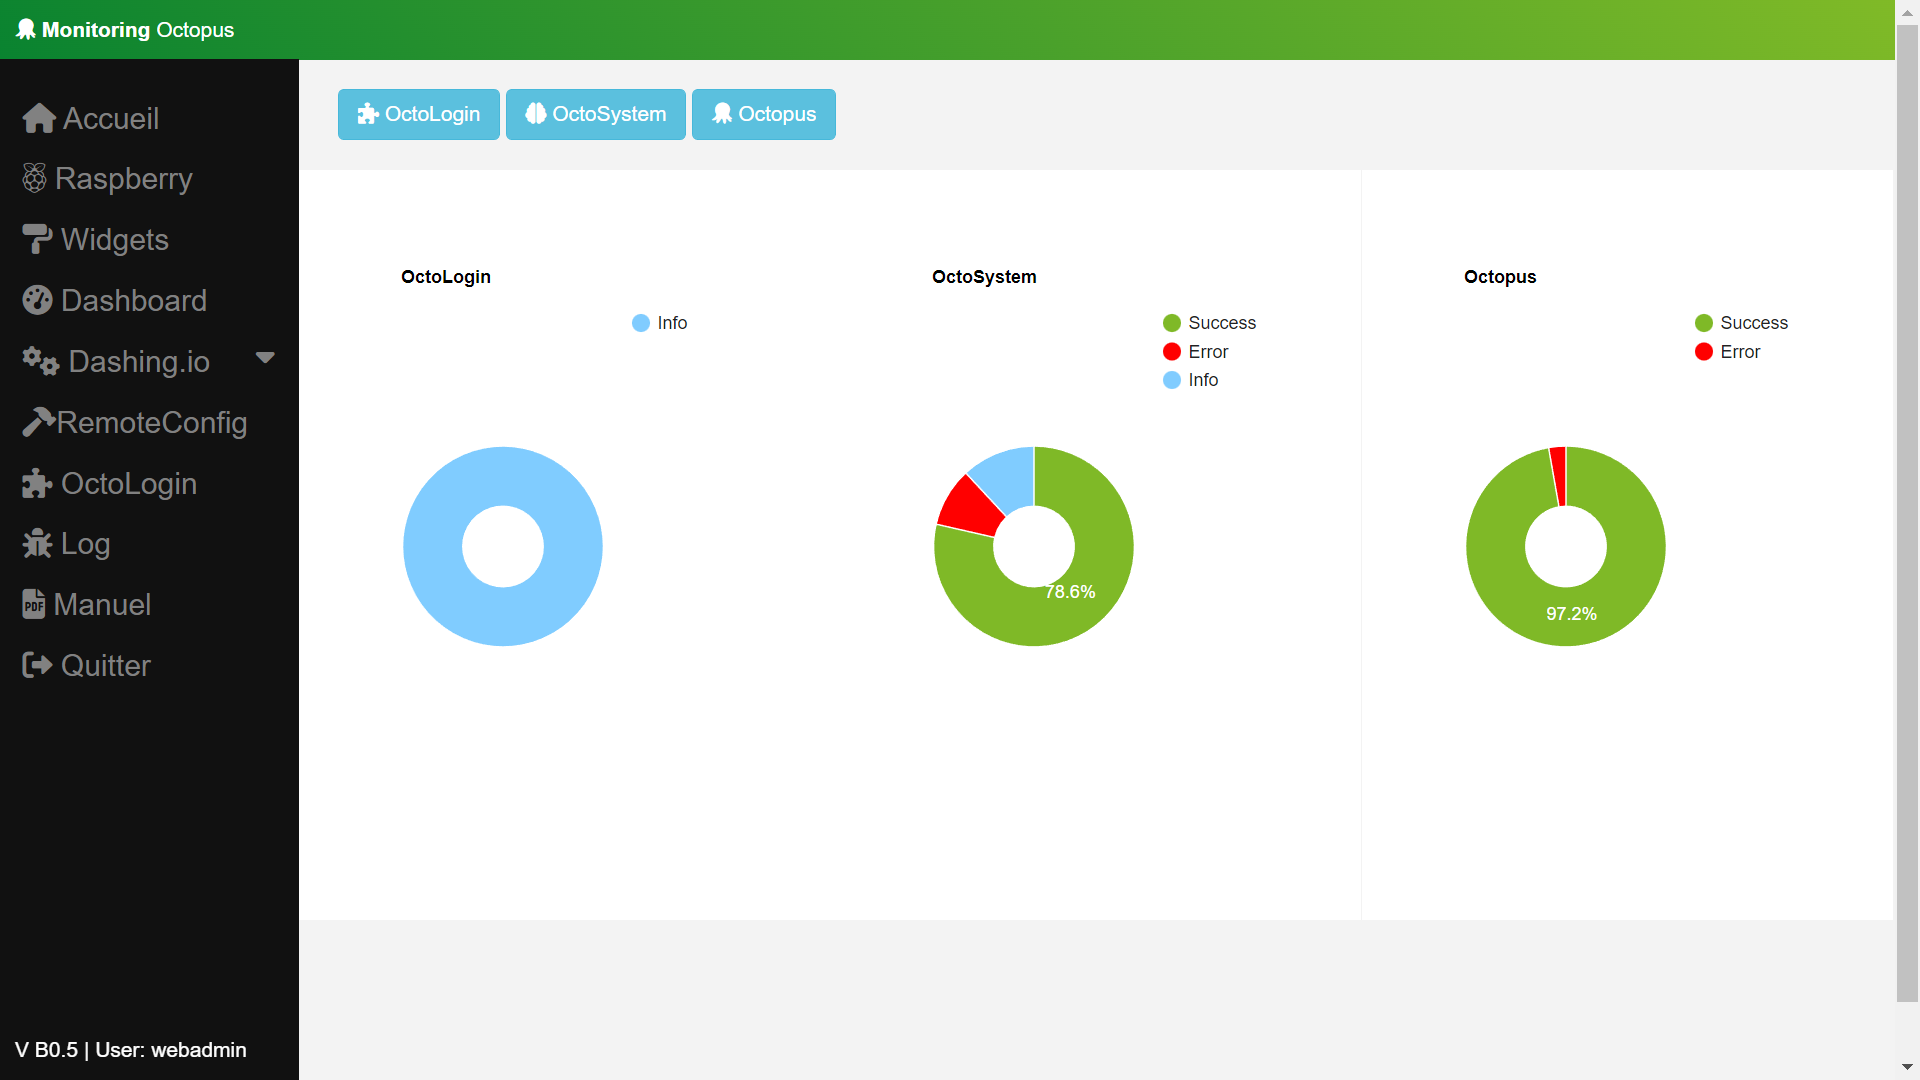 Monitoring Octopus
Accueil
Raspberry
Widgets
Dashboard
Dashing.io
RemoteConfig
OctoLogin
Log
PDF Manuel
Quitter
V B0.5 | User: webadmin
OctoLogin OctoSystem Octopus
OctoLogin
Info
OctoSystem
Success
Error
Info
78.6%
Octopus
Success
Error
97.2%